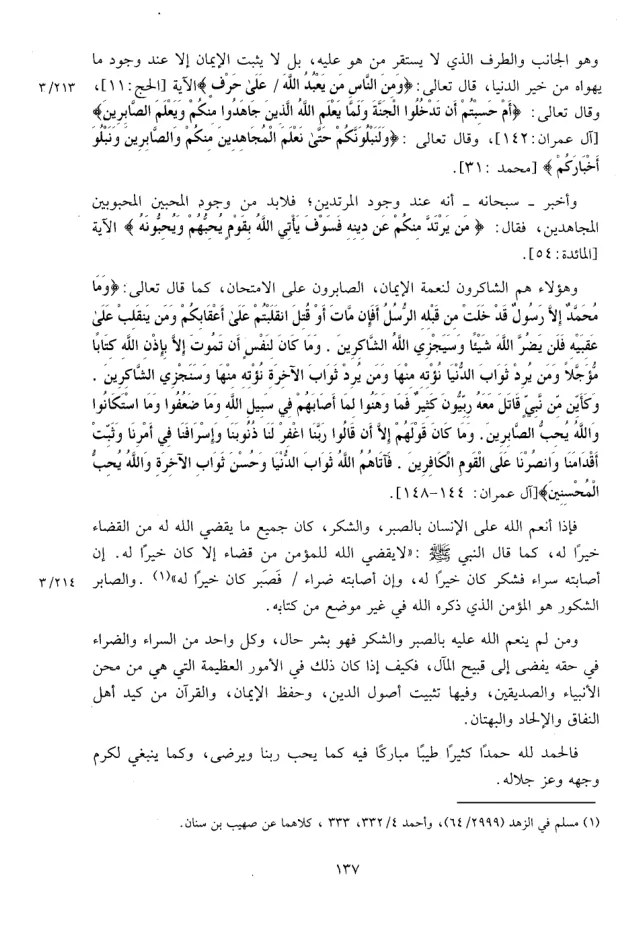 وهو الجانب والطرف الذي لا يستقر من هو عليه، بل لا يثبت الإيمان إلا عند وجود ما
يهواه من خير الدنيا، قال تعالى: ﴿وَمِنَ النَّاسِ مَن يَعْبُدُ اللَّهَ / عَلَىٰ حَرْفٍ ﴾الآية [الحج:١١]، ٣/٢١٣
وقال تعالى: ﴿أَمْ حَسِبْتُمْ أَن تَدْخُلُوا الْجَنَّةَ وَلَمَّا يَعْلَمِ اللَّهُ الَّذِينَ جَاهَدُوا مِنكُمْ وَيَعْلَمَ الصَّابِرِينَ﴾
[آل عمران:١٤٢]، وقال تعالى :﴿وَلَنَبْلُوَنَّكُمْ حَتَّىٰ نَعْلَمَ الْمُجَاهِدِينَ مِنكُمْ وَالصَّابِرِينَ وَنَبْلُوَ
أَخْبَارَكُمْ ﴾ [محمد :٣١].
وأخبر ـ سبحانه ـ أنه عند وجود المرتدين؛ فلابد من وجود المحبين المحبوبين
المجاهدين، فقال: ﴿ مَن يَرْتَدَّ مِنكُمْ عَن دِينِهِ فَسَوْفَ يَأْتِي اللَّهُ بِقَوْمٍ يُحِبُّهُمْ وَيُحِبُّونَهُ ﴾ الآية
[المائدة:٥٤].
وهؤلاء هم الشاكرون لنعمة الإيمان، الصابرون على الامتحان، كما قال تعالى:﴿وَمَا
مُحَمَّدٌ إِلاَّ رَسُولٌ قَدْ خَلَتْ مِن قَبْلِهِ الرُّسُلُ أَفَإِن مَّاتَ أَوْ قُتِلَ انقَلَبْتُمْ عَلَىٰ أَعْقَابِكُمْ وَمَن يَنقَلِبْ عَلَىٰ
عَقِبَيْهِ فَلَن يَضُرَّ اللَّهَ شَيْئًا وَسَيَجْزِي اللَّهُ الشَّاكِرِينَ . وَمَا كَانَ لِنَفْسٍ أَن تَمُوتَ إِلاَّ بِإِذْنِ اللَّهِ كِتَابًا
مُّؤَجَّلاً وَمَن يُرِدْ ثَوَابَ الدُّنْيَا نُؤْتِهِ مِنْهَا وَمَن يُرِدْ ثَوَابَ الآخِرَةِ نُؤْتِهِ مِنْهَا وَسَنَجْزِي الشَّاكِرِينَ .
وَكَأَيِّن مِّن نَّبِيٍّ قَاتَلَ مَعَهُ رِبِّيُّونَ كَثِيرٌ فَمَا وَهَنُوا لِمَا أَصَابَهُمْ فِي سَبِيلِ اللَّهِ وَمَا ضَعُفُوا وَمَا اسْتَكَانُوا
وَاللَّهُ يُحِبُّ الصَّابِرِينَ. وَمَا كَانَ قَوْلَهُمْ إِلاَّ أَن قَالُوا رَبَّنَا اغْفِرْ لَنَا ذُنُوبَنَا وَإِسْرَافَنَا فِي أَمْرِنَا وَثَبِّتْ
أَقْدَامَنَا وَانصُرْنَا عَلَى الْقَوْمِ الْكَافِرِينَ . فَآتَاهُمُ اللَّهُ ثَوَابَ الدُّنْيَا وَحُسْنَ ثَوَابِ الآخِرَةِ وَاللَّهُ يُحِبُّ
الْمُحْسِنِينَ﴾[آل عمران: ١٤٤-١٤٨].
فإذا أنعم الله على الإنسان بالصبر، والشكر، كان جميع ما يقضي الله له من القضاء
خيرًا له، كما قال النبي ﷺ :«لايقضي الله للمؤمن من قضاء إلا كان خيرًا له. إن
أصابته سراء فشكر كان خيرًا له، وإن أصابته ضراء / فَصَبَر كان خيرًا له»(١) .والصابر ٣/٢١٤
الشكور هو المؤمن الذي ذكره الله في غير موضع من كتابه.
ومن لم ينعم الله عليه بالصبر والشكر فهو بشر حال، وكل واحد من السراء والضراء
في حقه يفضى إلى قبيح المآل، فكيف إذا كان ذلك في الأمور العظيمة التي هي من محن
الأنبياء والصديقين، وفيها تثبيت أصول الدين، وحفظ الإيمان، والقرآن من كيد أهل
النفاق والإلحاد والبهتان.
فالحمد لله حمدًا كثيرًا طيبًا مباركًا فيه كما يحب ربنا ويرضى، وكما ينبغي لكرم
وجهه وعز جلاله.
(١) مسلم في الزهد (٢٩٩٩/ ٦٤)، وأحمد ٤/ ٣٣٢، ٣٣٣ ، كلاهما عن صهيب بن سنان.
١٣٧